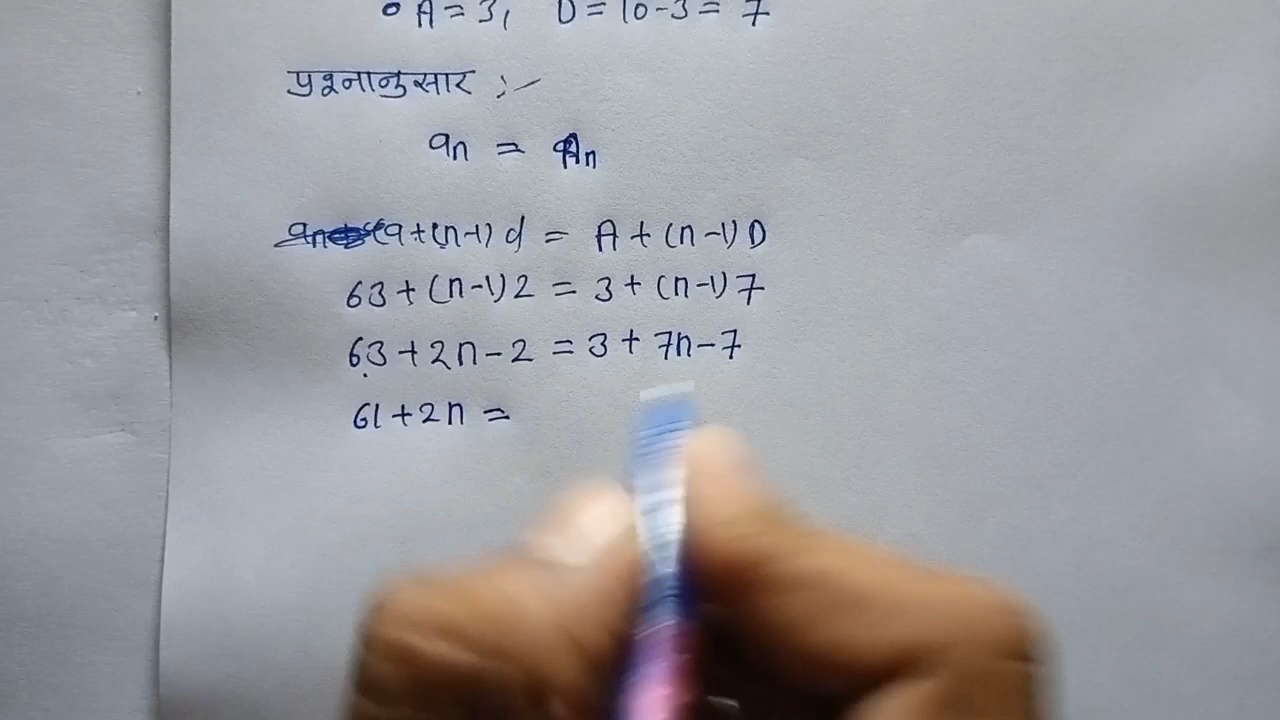 A = 3, D = 10 - 3 = 7
प्रश्नानुसार :-
an = An
a + (n-1) d = A + (n-1) D
63 + (n-1) 2 = 3 + (n-1) 7
63 + 2n - 2 = 3 + 7n - 7
61 + 2n =